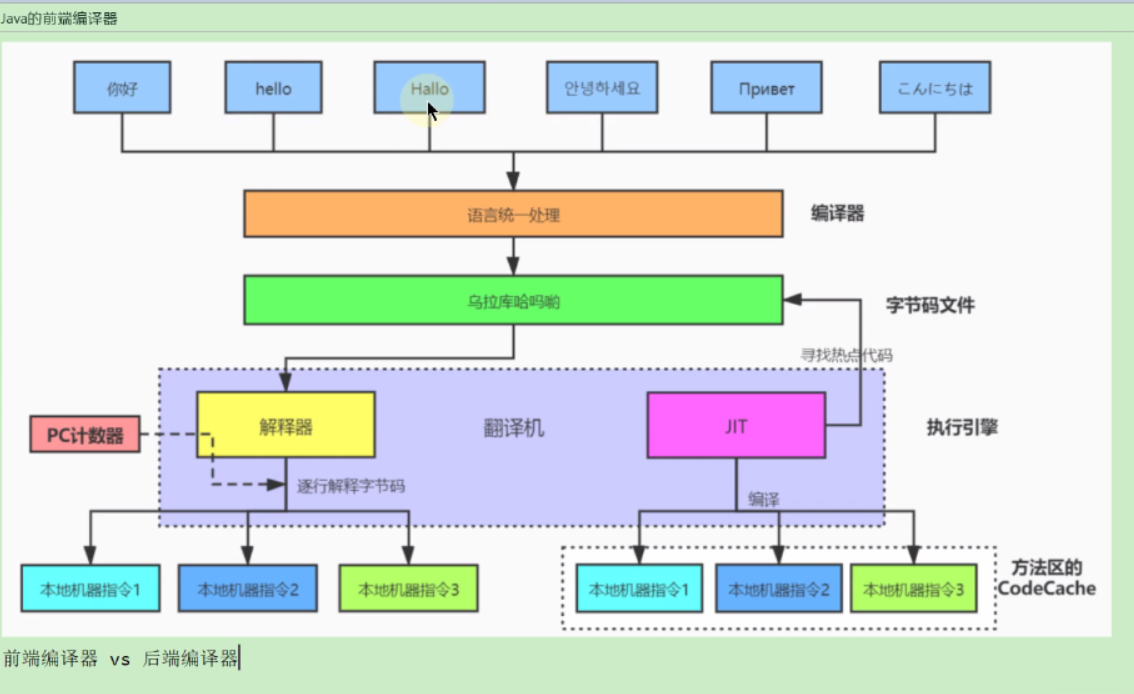 Java的前端编译器
你好
hello
Hallo
안녕하세요
Привет
こんにちは
语言统一处理
编译器
乌拉库哈吗哟
字节码文件
寻找热点代码
PC计数器
解释器
翻译机
JIT
执行引擎
逐行解释字节码
编译
本地机器指令1
本地机器指令2
本地机器指令3
本地机器指令1
本地机器指令2
本地机器指令3
方法区的
CodeCache
前端编译器 vs 后端编译器